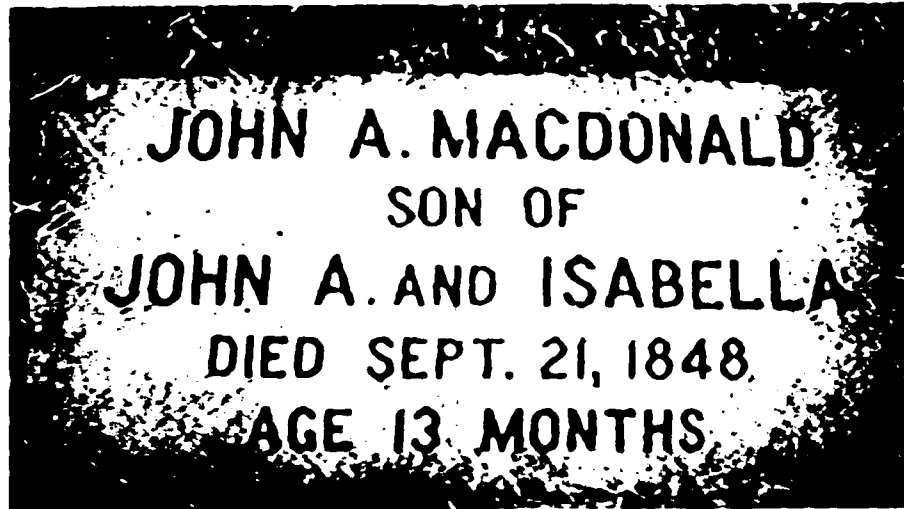 JOHN A. MACDONALD
SON OF
JOHN A. AND ISABELLA
DIED SEPT. 21, 1848
AGE 13 MONTHS